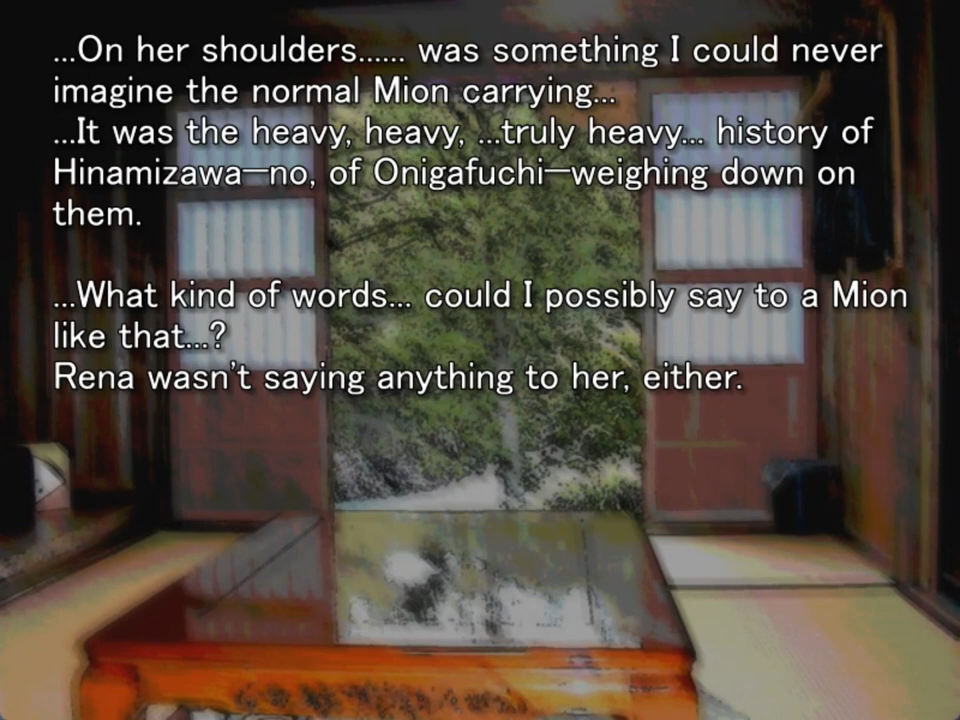 ...On her shoulders...... was something I could never
imagine the normal Mion carrying...
...It was the heavy, heavy, ...truly heavy... history of
Hinamizawa—no, of Onigafuchi—weighing down on
them.
...What kind of words... could I possibly say to a Mion
like that...?
Rena wasn't saying anything to her, either.